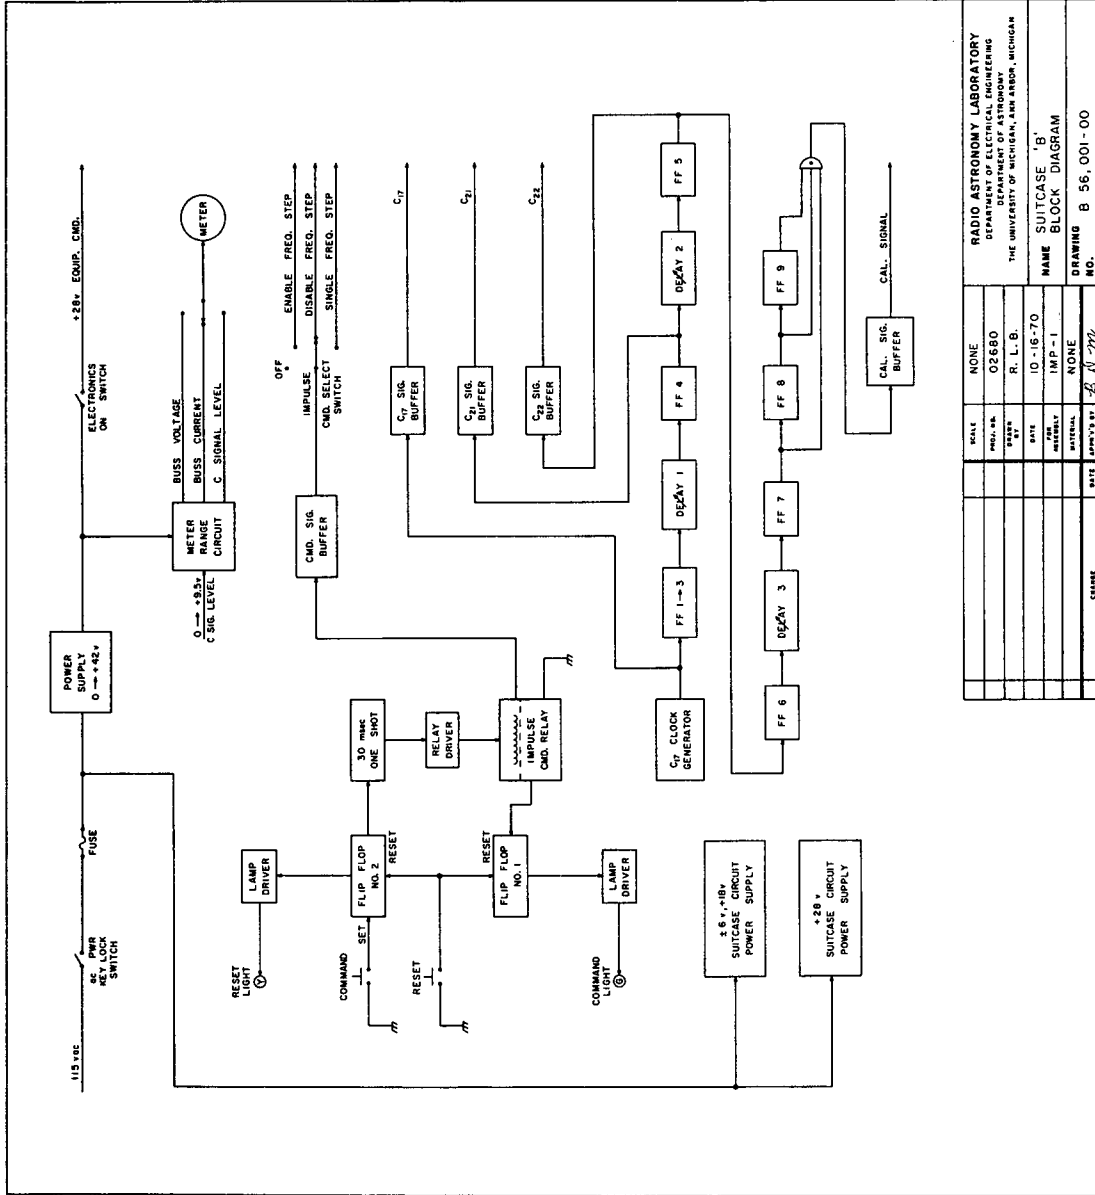 115 vac
ac PWR
KEY LOCK
SWITCH
FUSE
POWER
SUPPLY
0 → +42v
ELECTRONICS
ON SWITCH
+28v EQUIP. CMD.
0 → +9.5v
C SIG. LEVEL
METER
RANGE
CIRCUIT
BUSS VOLTAGE
BUSS CURRENT
C SIGNAL LEVEL
METER
RESET
LIGHT
Y
LAMP
DRIVER
COMMAND
SET
FLIP FLOP
NO. 2
RESET
30 msec
ONE SHOT
RELAY
DRIVER
IMPULSE
CMD. RELAY
RESET
RESET
FLIP FLOP
NO. 1
COMMAND
LIGHT
G
LAMP
DRIVER
CMD. SIG.
BUFFER
OFF
IMPULSE
CMD. SELECT
SWITCH
ENABLE FREQ. STEP
DISABLE FREQ. STEP
SINGLE FREQ. STEP
C17 SIG.
BUFFER
C17
C21 SIG.
BUFFER
C21
C22 SIG.
BUFFER
C22
C17 CLOCK
GENERATOR
FF 1→3
DELAY 1
FF 4
DELAY 2
FF 5
FF 6
DELAY 3
FF 7
FF 8
FF 9
CAL. SIG.
BUFFER
CAL. SIGNAL
±6v,+18v
SUITCASE CIRCUIT
POWER SUPPLY
+28v
SUITCASE CIRCUIT
POWER SUPPLY
CHANGE
DATE
SCALE NONE
PROJ. NO. 02680
DRAWN BY R. L. B.
DATE 10-16-70
FOR ASSEMBLY IMP-I
MATERIAL NONE
APPRV'D BY
RADIO ASTRONOMY LABORATORY
DEPARTMENT OF ELECTRICAL ENGINEERING
DEPARTMENT OF ASTRONOMY
THE UNIVERSITY OF MICHIGAN, ANN ARBOR, MICHIGAN
NAME SUITCASE 'B'
BLOCK DIAGRAM
DRAWING NO. B 56,001-00